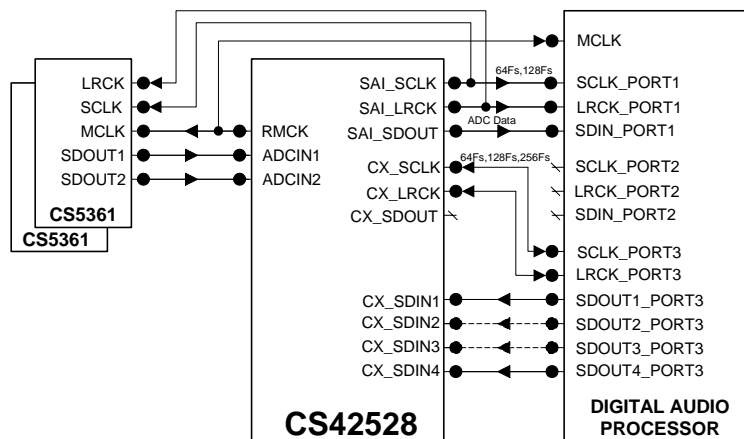 MCLK
LRCK
SCLK
MCLK
SDOUT1
SDOUT2
CS5361
CS5361
RMCK
ADCIN1
ADCIN2
SAI_SCLK
SAI_LRCK
SAI_SDOUT
CX_SCLK
CX_LRCK
CX_SDOUT
CX_SDIN1
CX_SDIN2
CX_SDIN3
CX_SDIN4
CS42528
64Fs,128Fs
ADC Data
64Fs,128Fs,256Fs
SCLK_PORT1
LRCK_PORT1
SDIN_PORT1
SCLK_PORT2
LRCK_PORT2
SDIN_PORT2
SCLK_PORT3
LRCK_PORT3
SDOUT1_PORT3
SDOUT2_PORT3
SDOUT3_PORT3
SDOUT4_PORT3
DIGITAL AUDIO
PROCESSOR